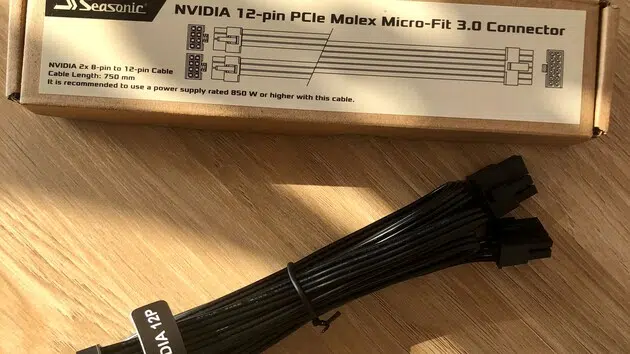 Seasonic
NVIDIA 12-pin PCIe Molex Micro-Fit 3.0 Connector
NVIDIA 2x 8-pin to 12-pin Cable
Cable Length: 750 mm
It is recommended to use a power supply rated 850 W or higher with this cable.
12P